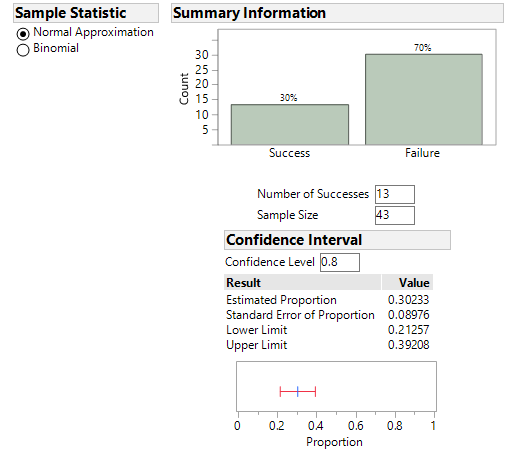 Sample Statistic
Normal Approximation
Binomial
Summary Information
Count
30
25
20
15
10
5
30%
70%
Success
Failure
Number of Successes 13
Sample Size 43
Confidence Interval
Confidence Level 0.8
Result Value
Estimated Proportion 0.30233
Standard Error of Proportion 0.08976
Lower Limit 0.21257
Upper Limit 0.39208
0 0.2 0.4 0.6 0.8 1
Proportion